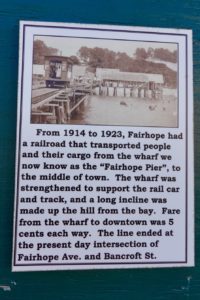 From 1914 to 1923, Fairhope had
a railroad that transported people
and their cargo from the wharf we
now know as the "Fairhope Pier", to
the middle of town. The wharf was
strengthened to support the rail car
and track, and a long incline was
made up the hill from the bay. Fare
from the wharf to downtown was 5
cents each way. The line ended at
the present day intersection of
Fairhope Ave. and Bancroft St.